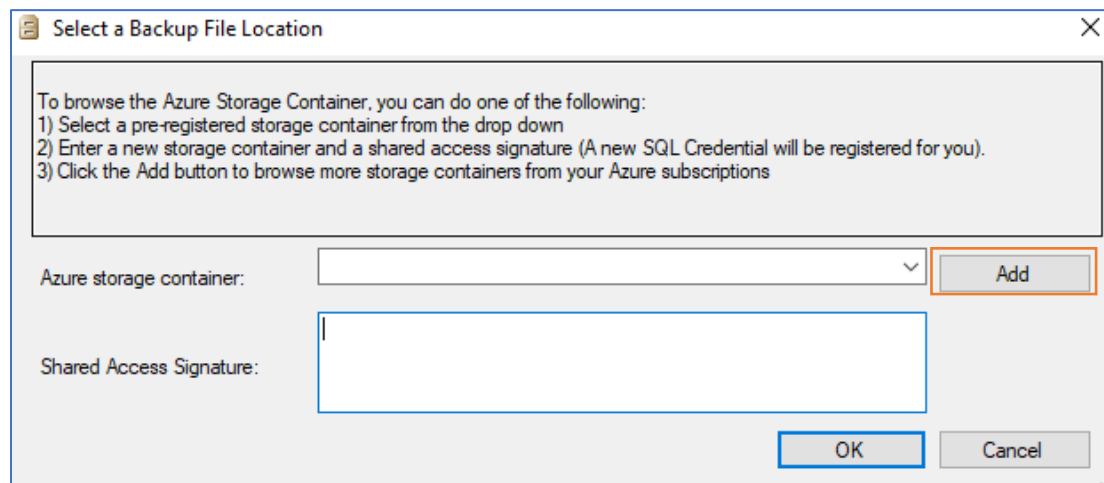 Select a Backup File Location
To browse the Azure Storage Container, you can do one of the following:
1) Select a pre-registered storage container from the drop down
2) Enter a new storage container and a shared access signature (A new SQL Credential will be registered for you).
3) Click the Add button to browse more storage containers from your Azure subscriptions
Azure storage container:
Add
Shared Access Signature:
OK
Cancel